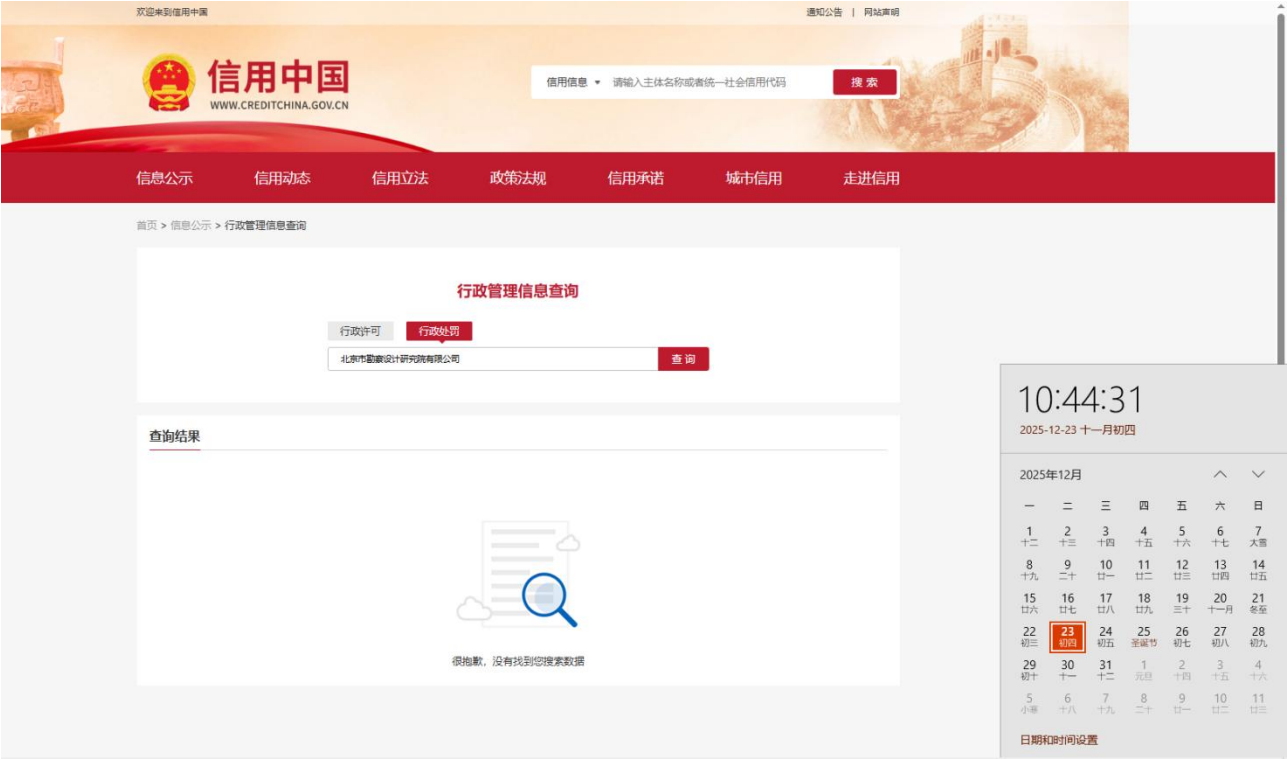 欢迎来到信用中国
通知公告 | 网站声明
信用中国
WWW.CREDITCHINA.GOV.CN
信用信息 请输入主体名称或者统一社会信用代码 搜索
信息公示 信用动态 信用立法 政策法规 信用承诺 城市信用 走进信用
首页 > 信息公示 > 行政管理信息查询
行政管理信息查询
行政许可 行政处罚
北京市勘察设计研究院有限公司 查询
查询结果
很抱歉，没有找到您搜索数据
10:44:31
2025-12-23 十一月初四
2025年12月
一 二 三 四 五 六 日
1 2 3 4 5 6 7
十二 十三 十四 十五 十六 十七 大雪
8 9 10 11 12 13 14
十九 二十 廿一 廿二 廿三 廿四 廿五
15 16 17 18 19 20 21
廿六 廿七 廿八 廿九 三十 十一月 冬至
22 23 24 25 26 27 28
初三 初四 初五 圣诞节 初七 初八 初九
29 30 31 1 2 3 4
初十 十一 十二 元旦 十四 十五 十六
5 6 7 8 9 10 11
小寒 十八 十九 二十 廿一 廿二 廿三
日期和时间设置